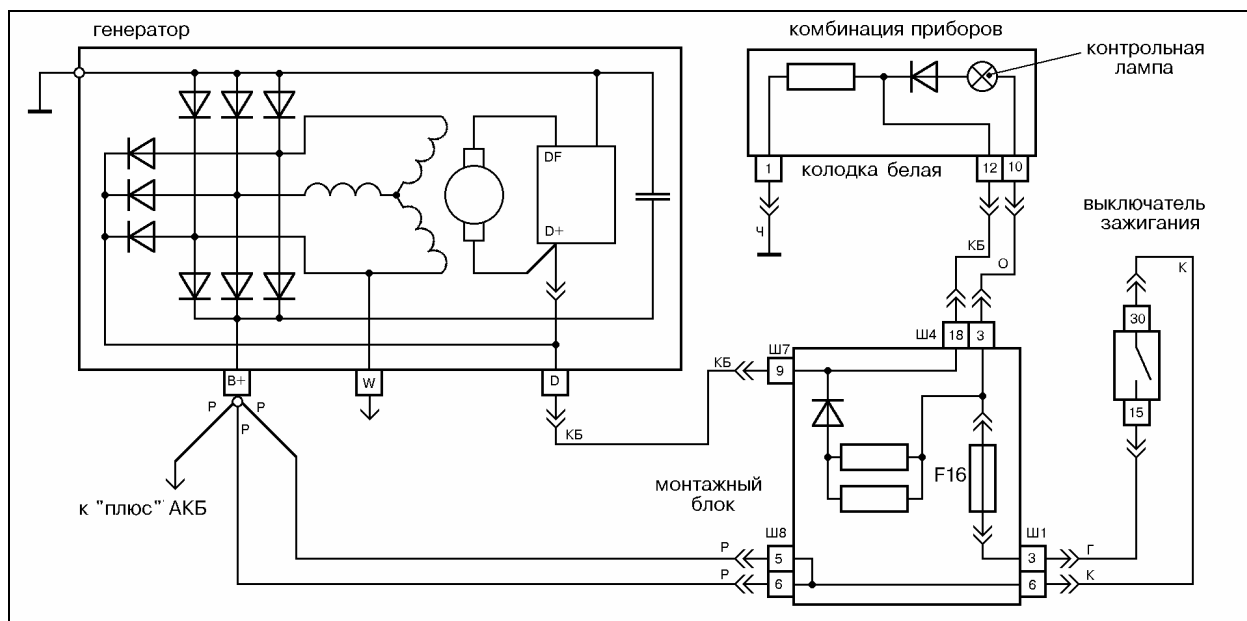 генератор
комбинация приборов
контрольная
лампа
DF
D+
1
колодка белая
12
10
выключатель
зажигания
Ч
КБ
О
К
30
15
Ш4
18
3
Ш7
9
КБ
B+
W
D
Р
Р
Р
КБ
к "плюс" АКБ
монтажный
блок
F16
Ш8
Ш1
Р
5
3
Г
Р
6
6
К